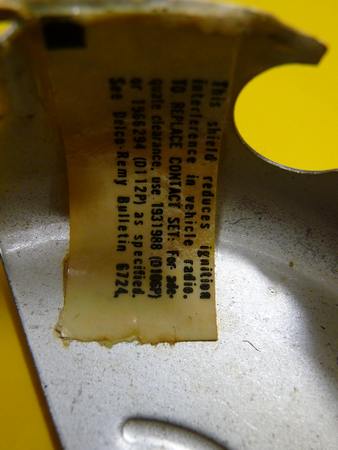 This shield reduces ignition
interference in vehicle radio.
TO REPLACE CONTACT SET: For ade-
quate clearance, use 1931988 (D106P)
or 1966294 (D112P) as specified.
See Delco-Remy Bulletin 6724.